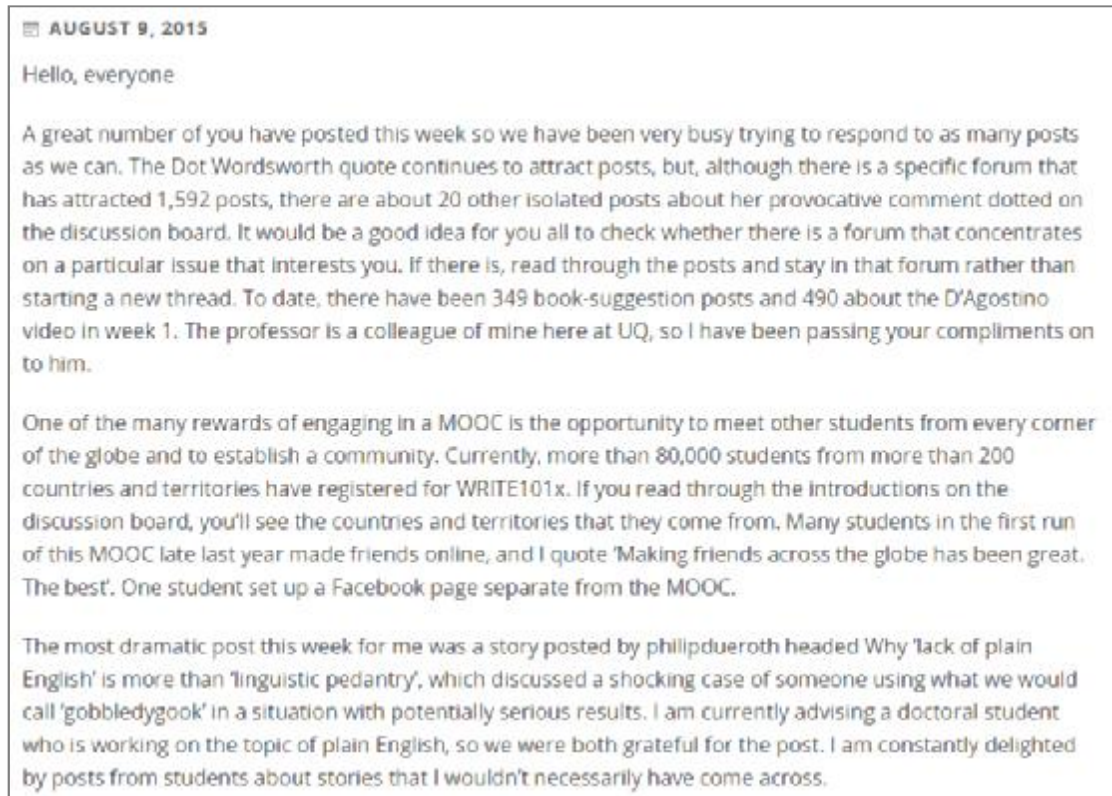 AUGUST 9, 2015
Hello, everyone
A great number of you have posted this week so we have been very busy trying to respond to as many posts
as we can. The Dot Wordsworth quote continues to attract posts, but, although there is a specific forum that
has attracted 1,592 posts, there are about 20 other isolated posts about her provocative comment dotted on
the discussion board. It would be a good idea for you all to check whether there is a forum that concentrates
on a particular issue that interests you. If there is, read through the posts and stay in that forum rather than
starting a new thread. To date, there have been 349 book-suggestion posts and 490 about the D'Agostino
video in week 1. The professor is a colleague of mine here at UQ, so I have been passing your compliments on
to him.
One of the many rewards of engaging in a MOOC is the opportunity to meet other students from every corner
of the globe and to establish a community. Currently, more than 80,000 students from more than 200
countries and territories have registered for WRITE101x. If you read through the introductions on the
discussion board, you'll see the countries and territories that they come from. Many students in the first run
of this MOOC late last year made friends online, and I quote 'Making friends across the globe has been great.
The best'. One student set up a Facebook page separate from the MOOC.
The most dramatic post this week for me was a story posted by philipdueroth headed Why 'lack of plain
English' is more than 'linguistic pedantry', which discussed a shocking case of someone using what we would
call 'gobbledygook' in a situation with potentially serious results. I am currently advising a doctoral student
who is working on the topic of plain English, so we were both grateful for the post. I am constantly delighted
by posts from students about stories that I wouldn't necessarily have come across.